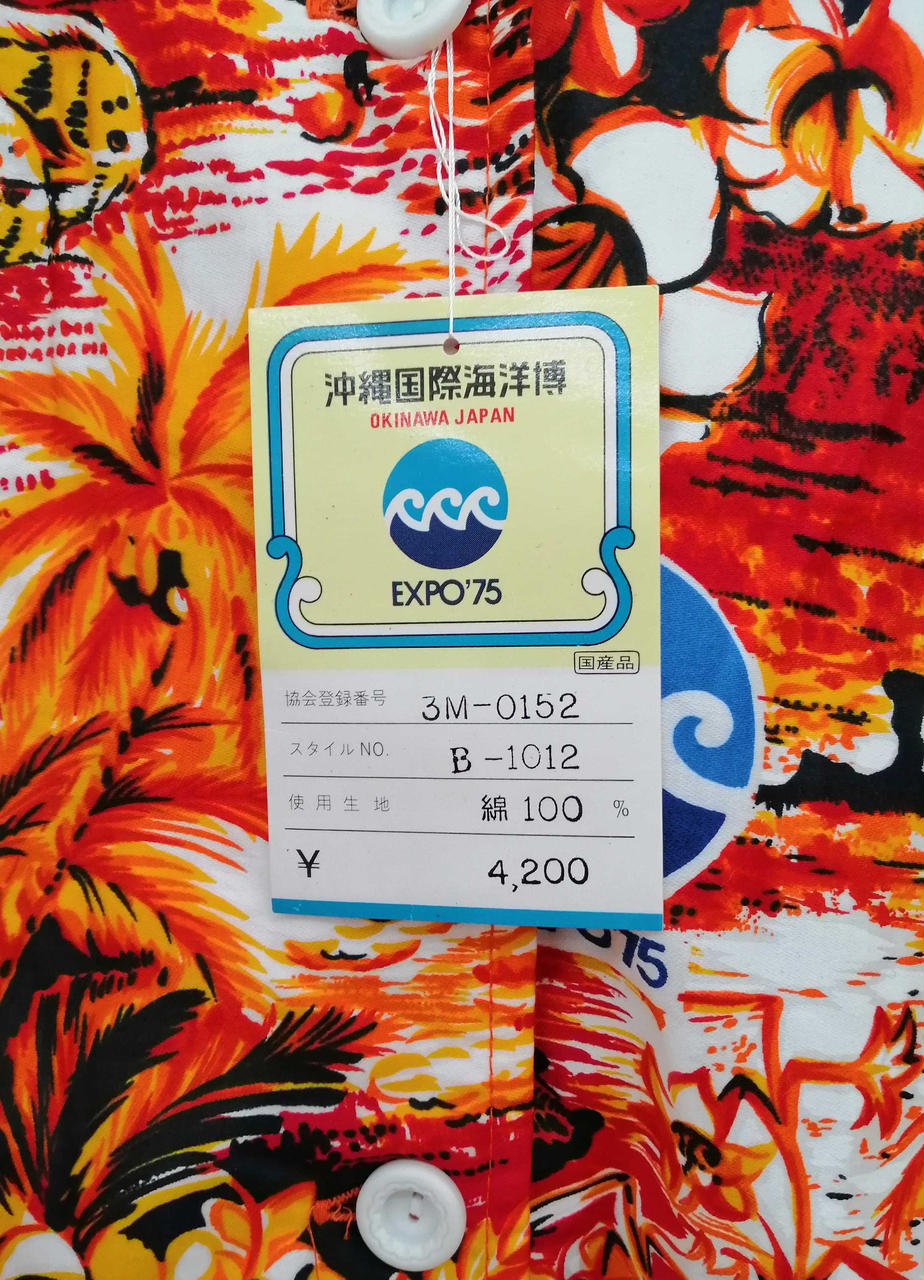 沖縄国際海洋博
OKINAWA JAPAN
EXPO'75
国産品
協会登録番号 3M-0152
スタイルNO. B-1012
使用生地 綿 100 %
¥ 4,200
'75